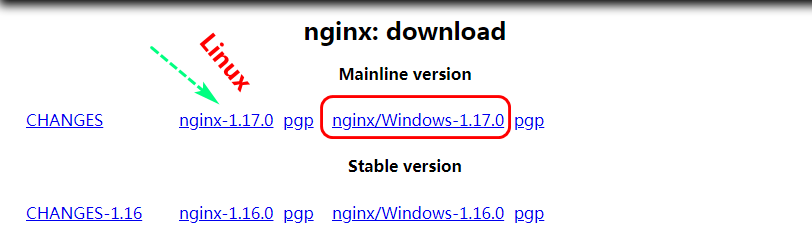 nginx: download
Linux
Mainline version
CHANGES nginx-1.17.0 pgp nginx/Windows-1.17.0 pgp
Stable version
CHANGES-1.16 nginx-1.16.0 pgp nginx/Windows-1.16.0 pgp